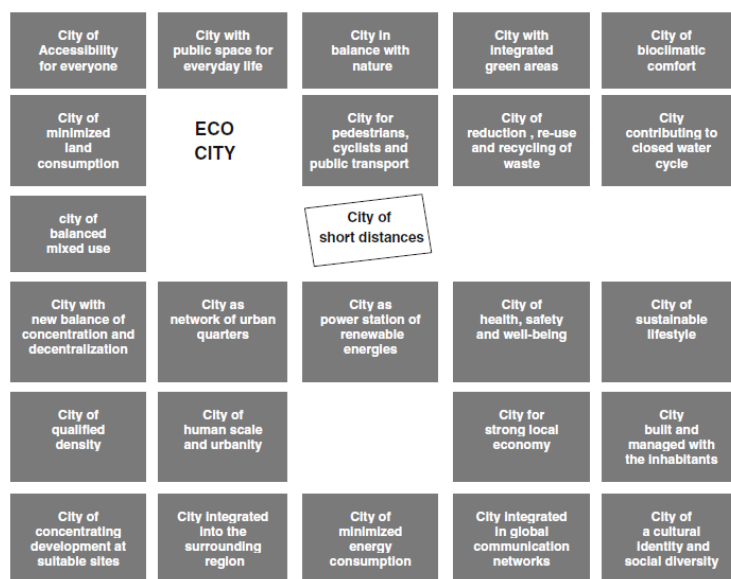 City of
Accessibility
for everyone
City with
public space for
everyday life
City in
balance with
nature
City with
integrated
green areas
City of
bioclimatic
comfort
City of
minimized
land
consumption
ECO
CITY
City for
pedestrians,
cyclists and
public transport
City of
reduction , re-use
and recycling of
waste
City
contributing to
closed water
cycle
city of
balanced
mixed use
City of
short distances
City with
new balance of
concentration and
decentralization
City as
network of urban
quarters
City as
power station of
renewable
energies
City of
health, safety
and well-being
City of
sustainable
lifestyle
City of
qualified
density
City of
human scale
and urbanity
City for
strong local
economy
City
built and
managed with
the inhabitants
City of
concentrating
development at
suitable sites
City integrated
into the
surrounding
region
City of
minimized
energy
consumption
City integrated
in global
communication
networks
City of
a cultural
identity and
social diversity